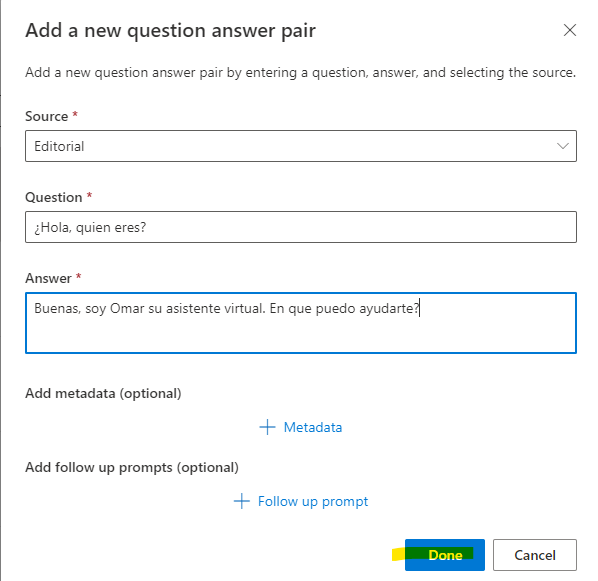 Add a new question answer pair
Add a new question answer pair by entering a question, answer, and selecting the source.
Source *
Editorial
Question *
¿Hola, quien eres?
Answer *
Buenas, soy Omar su asistente virtual. En que puedo ayudarte?
Add metadata (optional)
Metadata
Add follow up prompts (optional)
Follow up prompt
Done Cancel